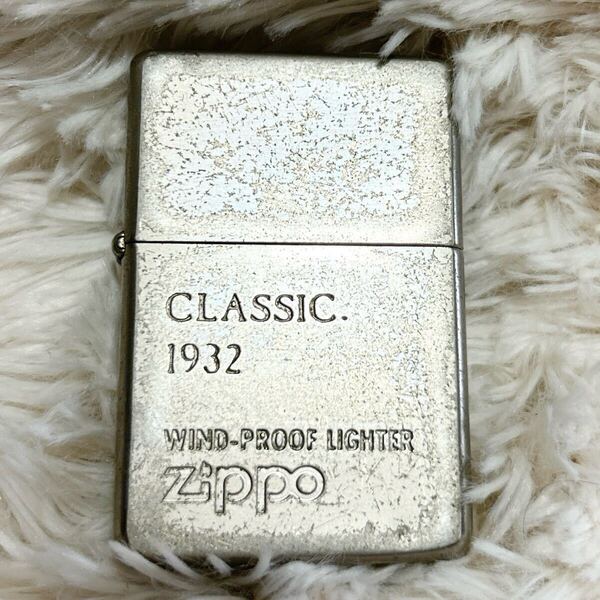 CLASSIC.
1932
WIND-PROOF LIGHTER
Zippo